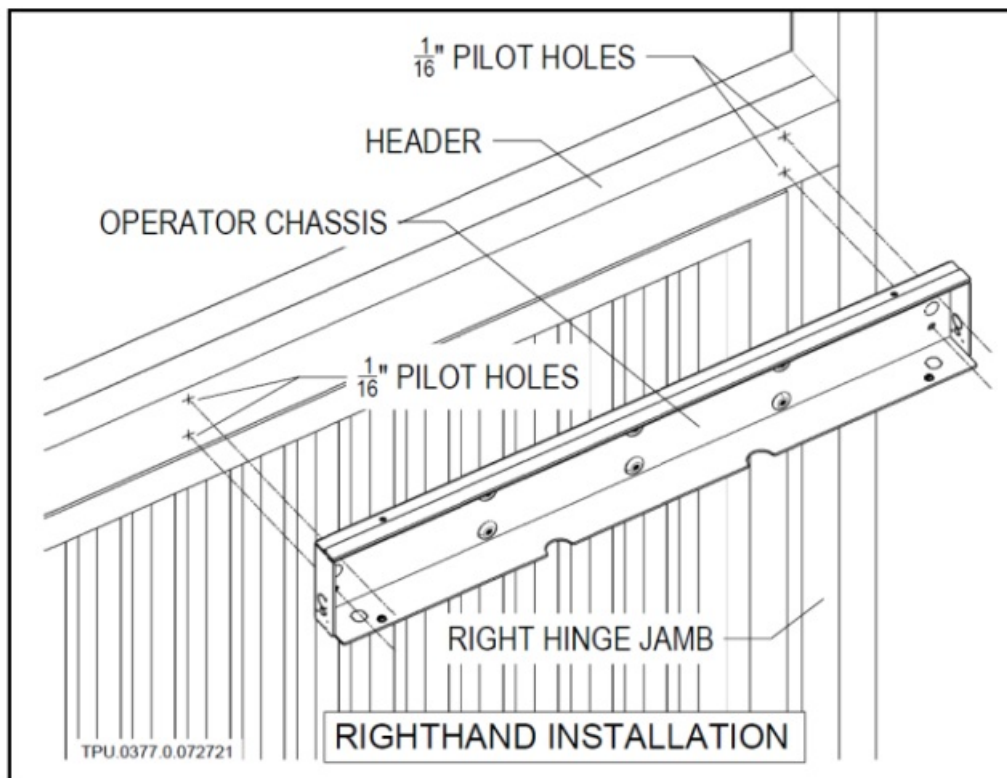 1/16" PILOT HOLES
HEADER
OPERATOR CHASSIS
1/16" PILOT HOLES
RIGHT HINGE JAMB
RIGHTHAND INSTALLATION
TPU.0377.0.072721